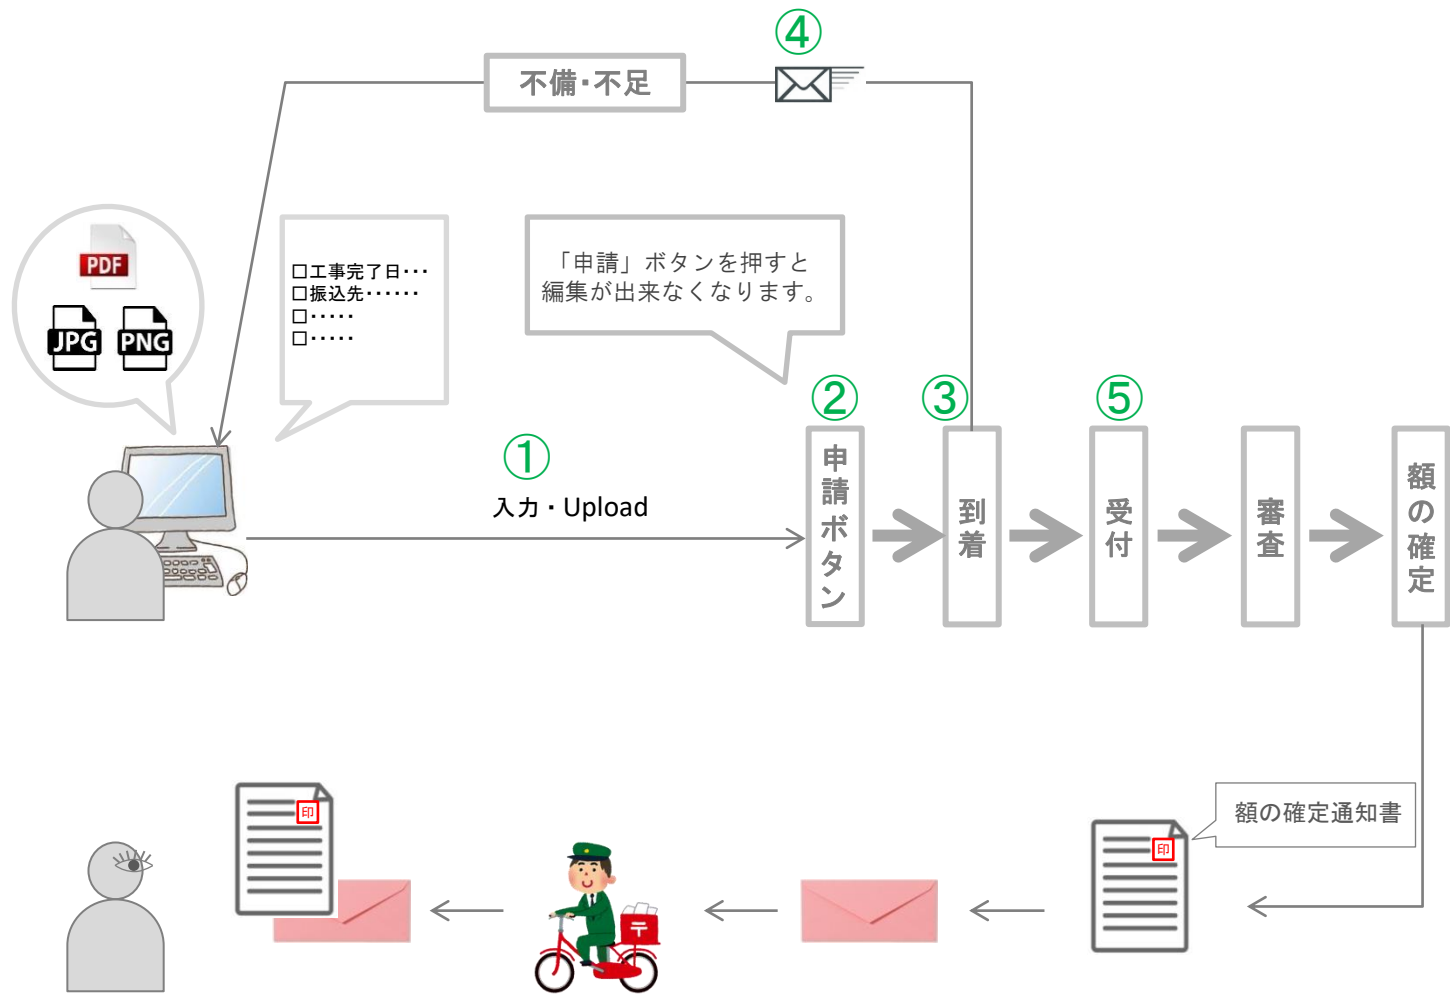 ④
不備・不足
PDF
JPG
PNG
□工事完了日・・・
□振込先・・・・・・
□・・・・・
□・・・・・
「申請」ボタンを押すと
編集が出来なくなります。
①
入力・Upload
②
申請ボタン
③
到着
⑤
受付
審査
額の確定
額の確定通知書
印
印
〒